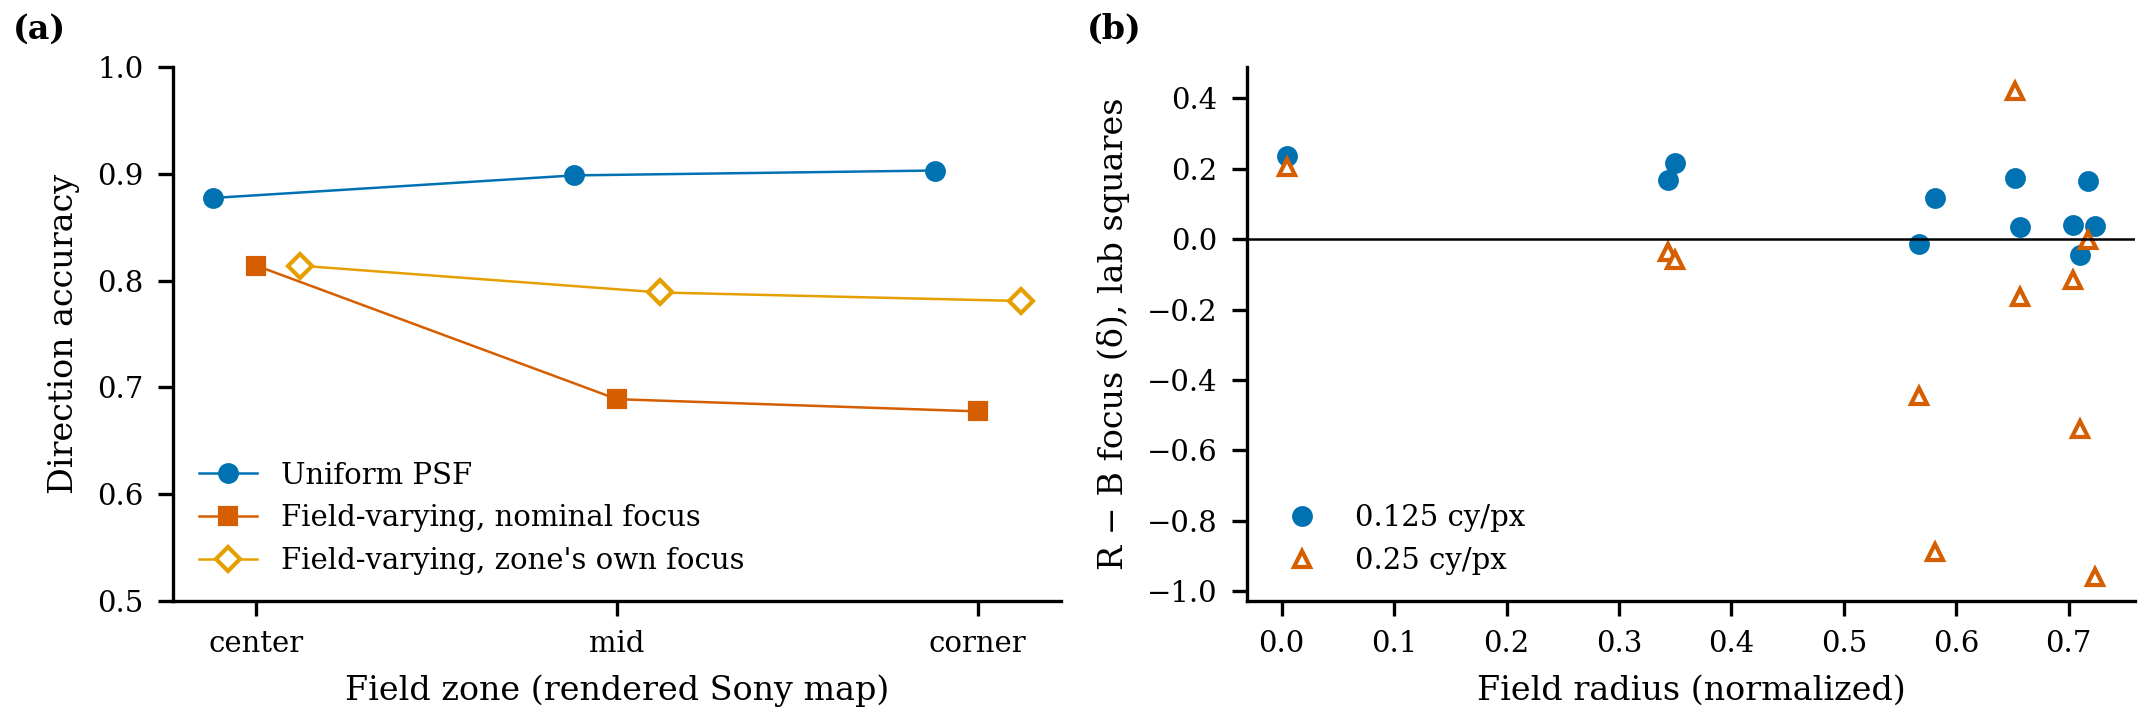 (a)
1.0
0.9
0.8
0.7
0.6
0.5
Direction accuracy
Uniform PSF
Field-varying, nominal focus
Field-varying, zone's own focus
center mid corner
Field zone (rendered Sony map)
(b)
0.4
0.2
0.0
−0.2
−0.4
−0.6
−0.8
−1.0
R − B focus (δ), lab squares
0.125 cy/px
0.25 cy/px
0.0 0.1 0.2 0.3 0.4 0.5 0.6 0.7
Field radius (normalized)